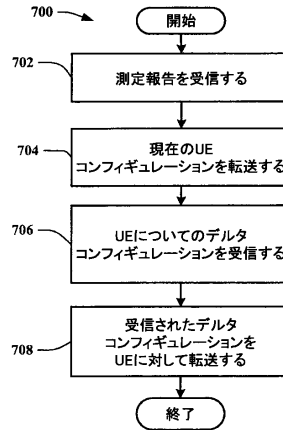 700
開始
702
測定報告を受信する
704
現在のUE
コンフィギュレーションを転送する
706
UEについてのデルタ
コンフィギュレーションを受信する
708
受信されたデルタ
コンフィギュレーションを
UEに対して転送する
終了